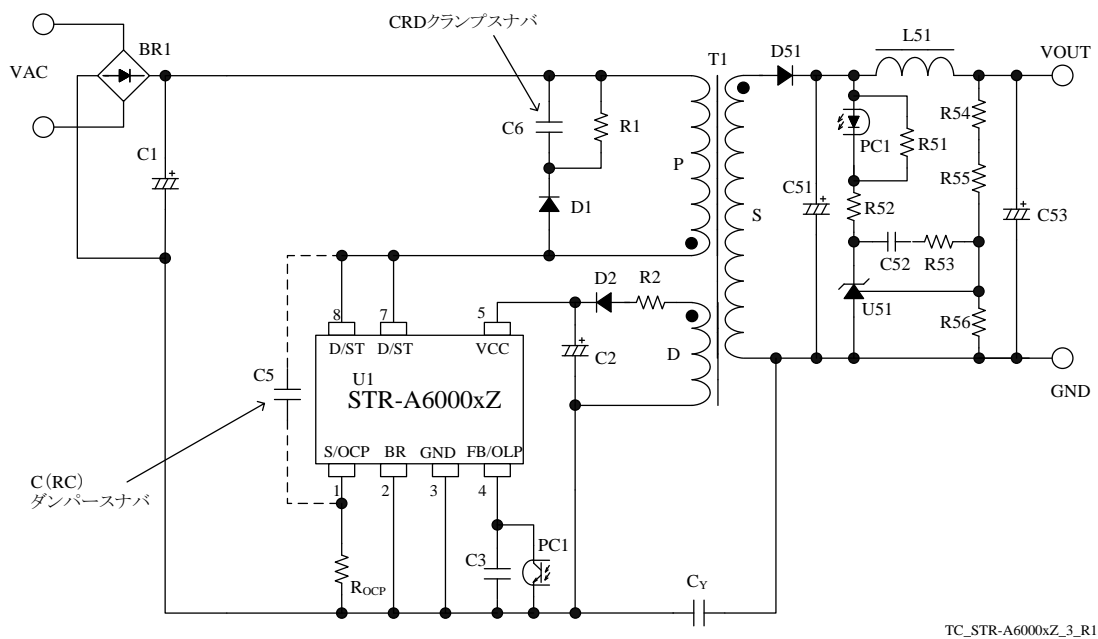 CRDクランプスナバ
L51
BR1
T1
D51
VOUT
VAC
C6
R1
PC1
R51
R54
C1
P
C51
R55
D1
S
R52
C53
C52
R53
D2
R2
U51
8
7
5
D/ST
D/ST
VCC
C2
D
R56
C5
U1
STR-A6000xZ
GND
S/OCP
BR
GND
FB/OLP
C(RC)
ダンパースナバ
1
2
3
4
C3
PC1
ROCP
CY
TC_STR-A6000xZ_3_R1